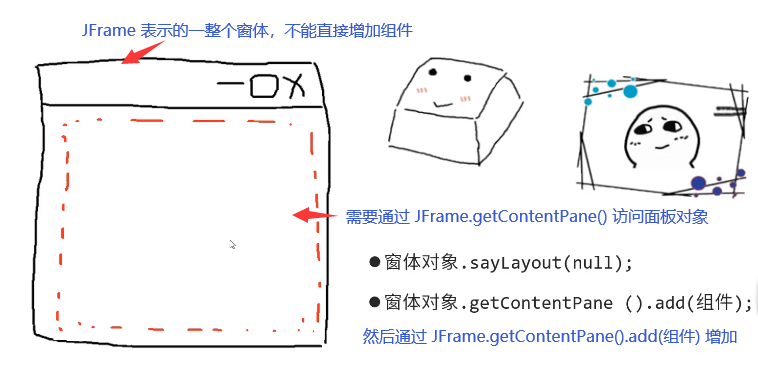 JFrame 表示的一整个窗体，不能直接增加组件
需要通过 JFrame.getContentPane() 访问面板对象
●窗体对象.sayLayout(null);
●窗体对象.getContentPane ().add(组件);
然后通过 JFrame.getContentPane().add(组件) 增加